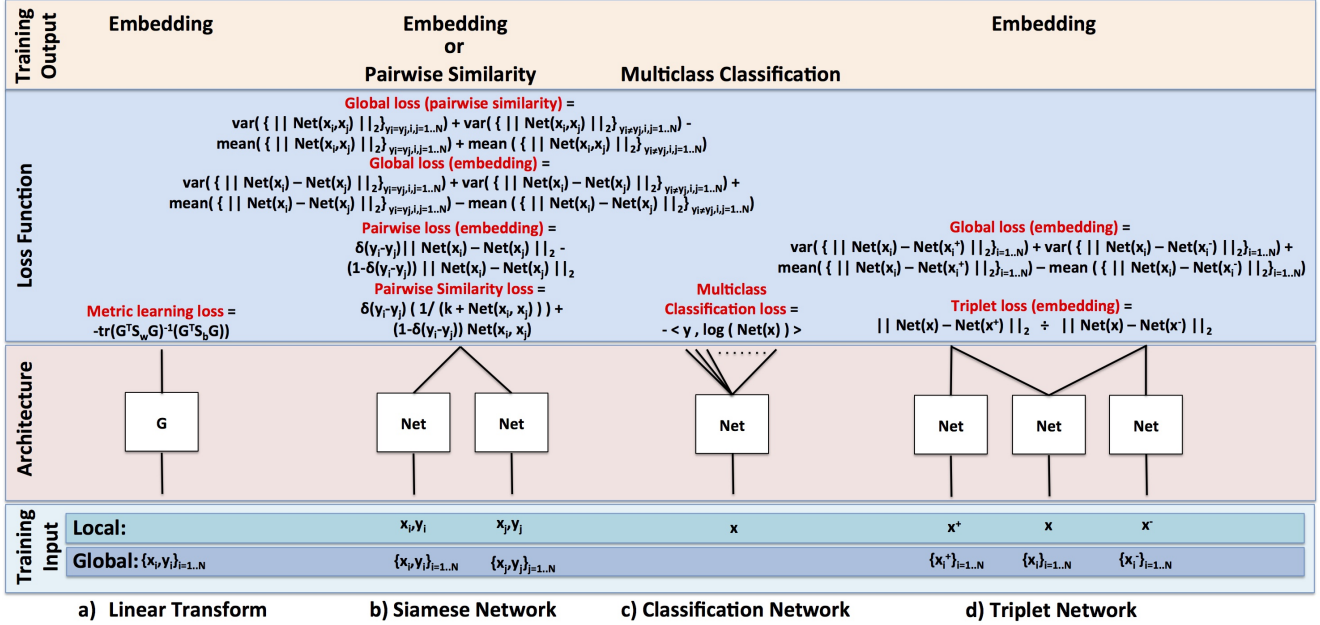 Training Output
Embedding
Embedding
or
Pairwise Similarity
Multiclass Classification
Embedding
Loss Function
Global loss (pairwise similarity) =
var( { || Net(xᵢ,xⱼ) ||₂}yᵢ=yⱼ,i,j=1..N) + var( { || Net(xᵢ,xⱼ) ||₂}yᵢ≠yⱼ,i,j=1..N) -
mean( { || Net(xᵢ,xⱼ) ||₂}yᵢ=yⱼ,i,j=1..N) + mean ( { || Net(xᵢ,xⱼ) ||₂}yᵢ≠yⱼ,i,j=1..N)
Global loss (embedding) =
var( { || Net(xᵢ) – Net(xⱼ) ||₂}yᵢ=yⱼ,i,j=1..N) + var( { || Net(xᵢ) – Net(xⱼ) ||₂}yᵢ≠yⱼ,i,j=1..N) +
mean( { || Net(xᵢ) – Net(xⱼ) ||₂}yᵢ=yⱼ,i,j=1..N) – mean ( { || Net(xᵢ) – Net(xⱼ) ||₂}yᵢ≠yⱼ,i,j=1..N)
Pairwise loss (embedding) =
δ(yᵢ-yⱼ)|| Net(xᵢ) – Net(xⱼ) ||₂ -
(1-δ(yᵢ-yⱼ)) || Net(xᵢ) – Net(xⱼ) ||₂
Pairwise Similarity loss =
δ(yᵢ-yⱼ) ( 1/ (k + Net(xᵢ, xⱼ) ) ) +
(1-δ(yᵢ-yⱼ)) Net(xᵢ, xⱼ)
Global loss (embedding) =
var( { || Net(xᵢ) – Net(xᵢ⁺) ||₂}i=1..N) + var( { || Net(xᵢ) – Net(xᵢ⁻) ||₂}i=1..N) +
mean( { || Net(xᵢ) – Net(xᵢ⁺) ||₂}i=1..N) – mean ( { || Net(xᵢ) – Net(xᵢ⁻) ||₂}i=1..N)
Metric learning loss=
-tr(GᵀSwG)⁻¹(GᵀSbG))
Multiclass
Classification loss=
- < y , log ( Net(x) ) >
Triplet loss (embedding) =
|| Net(x) – Net(x⁺) ||₂ ÷ || Net(x) – Net(x⁻) ||₂
Architecture
G
Net
Net
Net
Net
Net
Net
Training Input
Local: xᵢ,yᵢ xⱼ,yⱼ x x⁺ x x⁻
Global: {xᵢ,yᵢ}i=1..N {xᵢ,yᵢ}i=1..N {xⱼ,yⱼ}j=1..N {xᵢ⁺}i=1..N {xᵢ}i=1..N {xᵢ⁻}i=1..N
a) Linear Transform
b) Siamese Network
c) Classification Network
d) Triplet Network